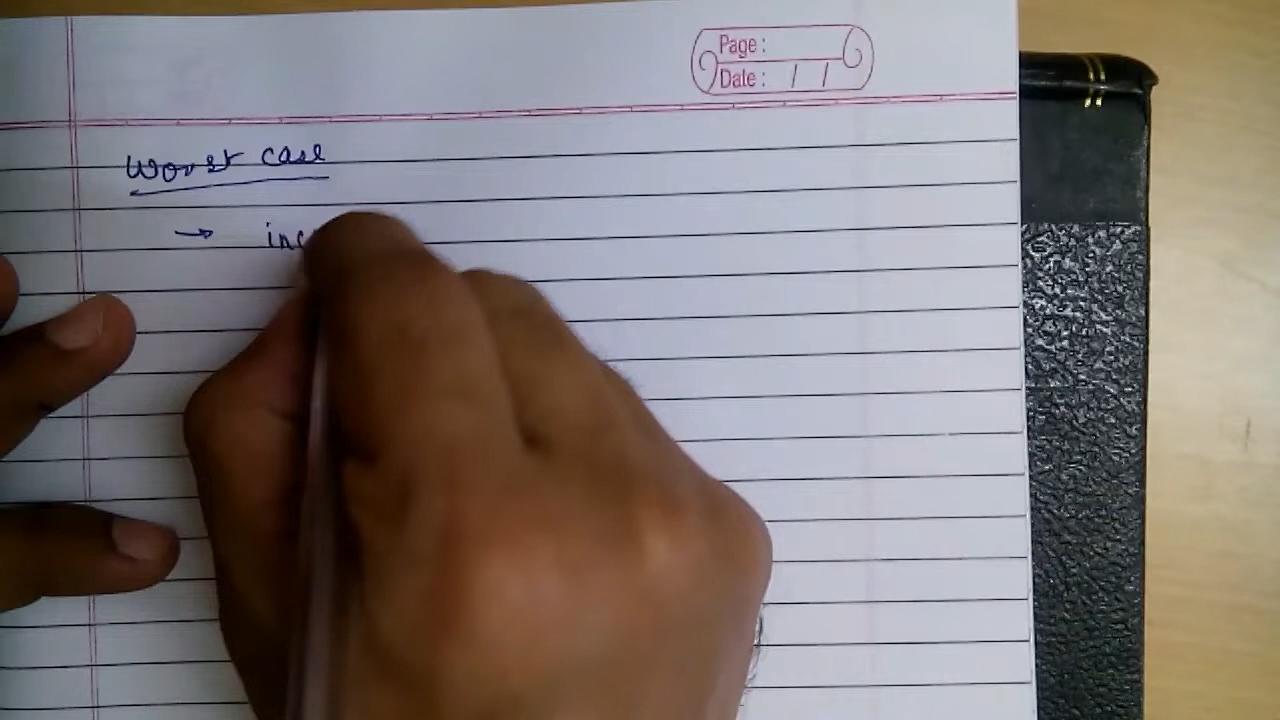 Page :
Date : / /
Worst case
→ inc